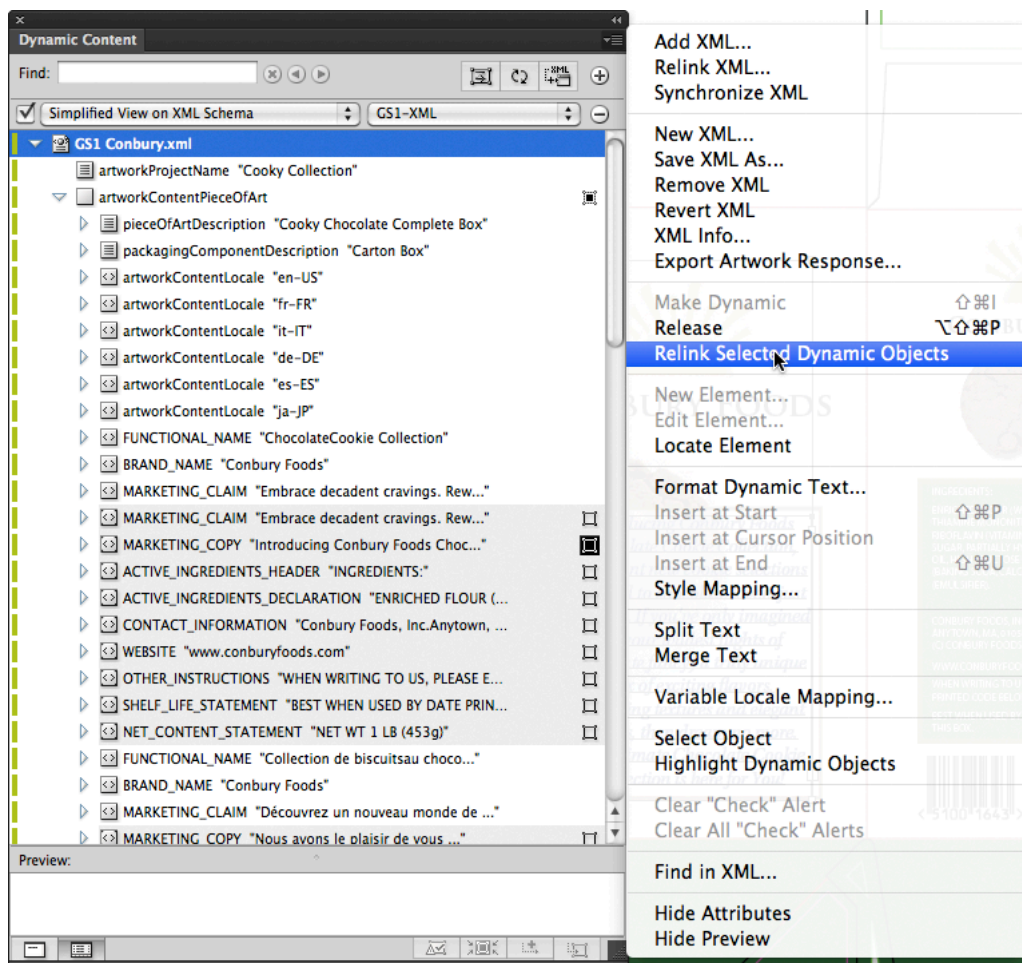 Dynamic Content
Find:
XML
Simplified View on XML Schema
GS1-XML
GS1 Conbury.xml
artworkProjectName "Cooky Collection"
artworkContentPieceOfArt
pieceOfArtDescription "Cooky Chocolate Complete Box"
packagingComponentDescription "Carton Box"
artworkContentLocale "en-US"
artworkContentLocale "fr-FR"
artworkContentLocale "it-IT"
artworkContentLocale "de-DE"
artworkContentLocale "es-ES"
artworkContentLocale "ja-JP"
FUNCTIONAL_NAME "ChocolateCookie Collection"
BRAND_NAME "Conbury Foods"
MARKETING_CLAIM "Embrace decadent cravings. Rew..."
MARKETING_CLAIM "Embrace decadent cravings. Rew..."
MARKETING_COPY "Introducing Conbury Foods Choc..."
ACTIVE_INGREDIENTS_HEADER "INGREDIENTS:"
ACTIVE_INGREDIENTS_DECLARATION "ENRICHED FLOUR (...
CONTACT_INFORMATION "Conbury Foods, Inc.Anytown, ...
WEBSITE "www.conburyfoods.com"
OTHER_INSTRUCTIONS "WHEN WRITING TO US, PLEASE E...
SHELF_LIFE_STATEMENT "BEST WHEN USED BY DATE PRIN...
NET_CONTENT_STATEMENT "NET WT 1 LB (453g)"
FUNCTIONAL_NAME "Collection de biscuitsau choco..."
BRAND_NAME "Conbury Foods"
MARKETING_CLAIM "Découvrez un nouveau monde de ..."
MARKETING_COPY "Nous avons le plaisir de vous ..."
Preview:
Add XML...
Relink XML...
Synchronize XML
New XML...
Save XML As...
Remove XML
Revert XML
XML Info...
Export Artwork Response...
Make Dynamic ⇧⌘I
Release ⌥⇧⌘P
Relink Selected Dynamic Objects
New Element...
Edit Element...
Locate Element
Format Dynamic Text...
Insert at Start ⇧⌘P
Insert at Cursor Position
Insert at End ⇧⌘U
Style Mapping...
Split Text
Merge Text
Variable Locale Mapping...
Select Object
Highlight Dynamic Objects
Clear "Check" Alert
Clear All "Check" Alerts
Find in XML...
Hide Attributes
Hide Preview